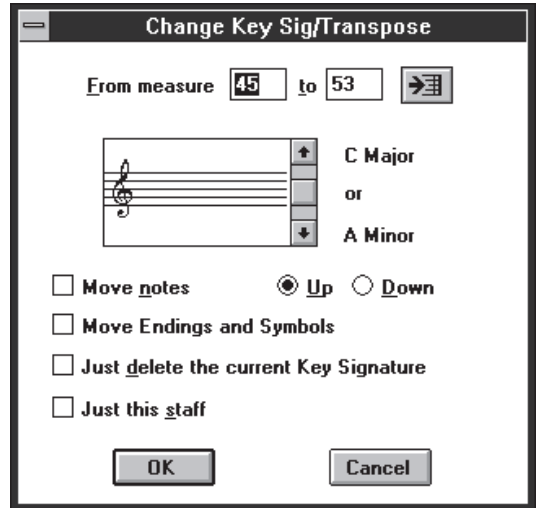 Change Key Sig/Transpose
From measure 45 to 53
C Major
or
A Minor
Move notes Up Down
Move Endings and Symbols
Just delete the current Key Signature
Just this staff
OK Cancel